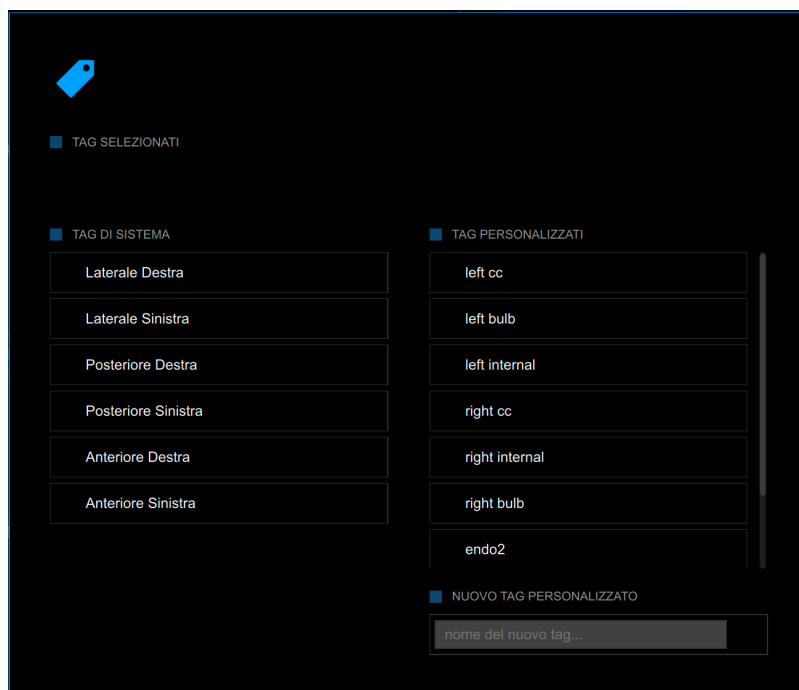 TAG SELEZIONATI
TAG DI SISTEMA
Laterale Destra
Laterale Sinistra
Posteriore Destra
Posteriore Sinistra
Anteriore Destra
Anteriore Sinistra
TAG PERSONALIZZATI
left cc
left bulb
left internal
right cc
right internal
right bulb
endo2
NUOVO TAG PERSONALIZZATO
nome del nuovo tag...